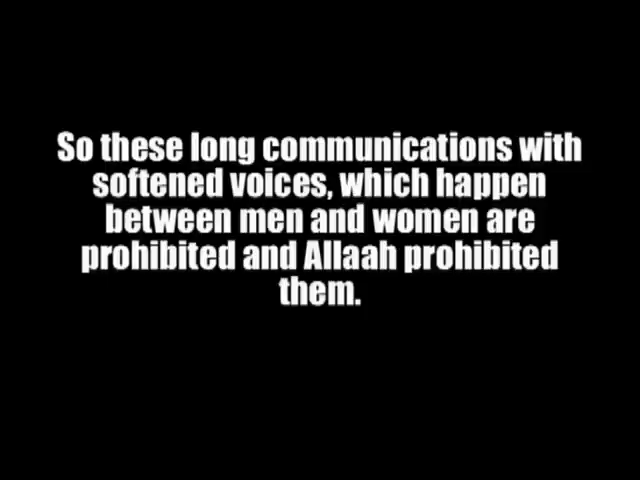 So these long communications with
softened voices, which happen
between men and women are
prohibited and Allaah prohibited
them.